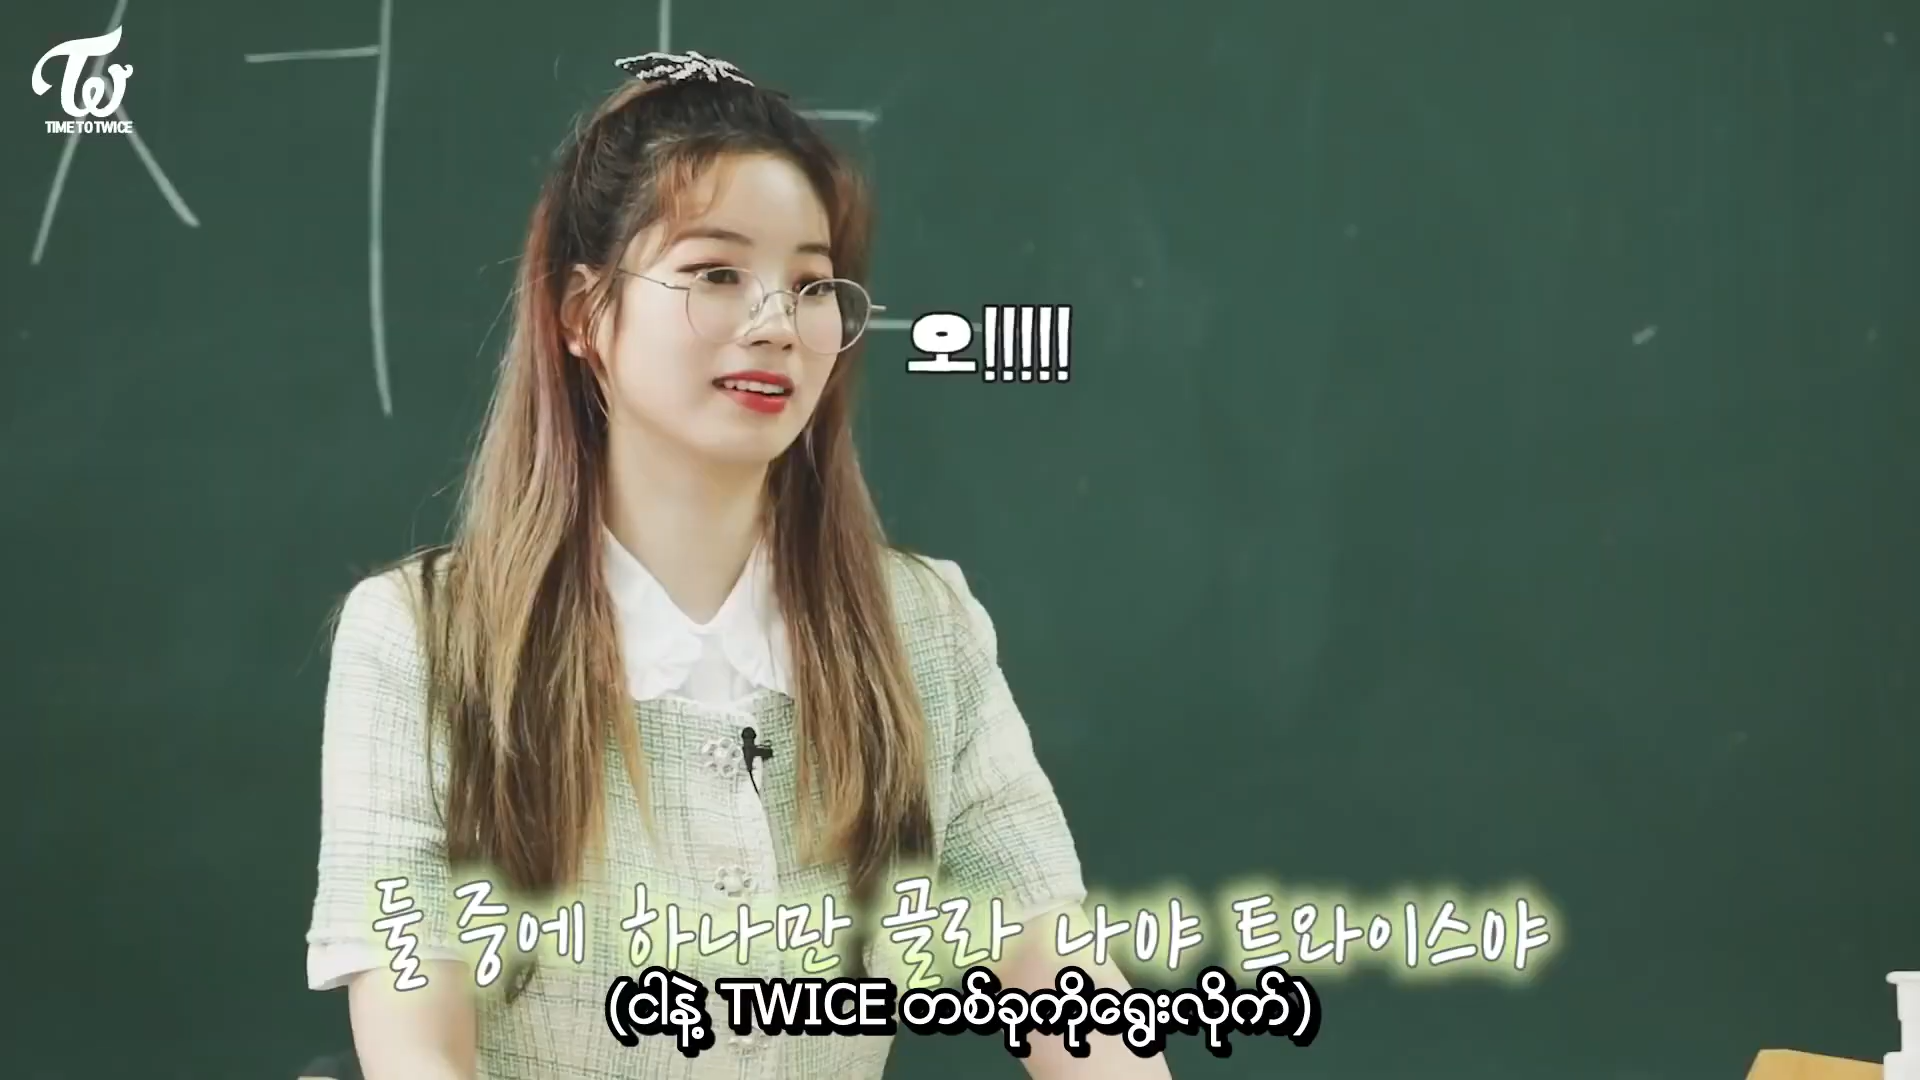 TW
TIME TO TWICE
오!!!!!
둘 중에 하나만 골라 나야 트와이스야
(ငါနဲ့ TWICE တစ်ခုကိုရွေးလိုက်)